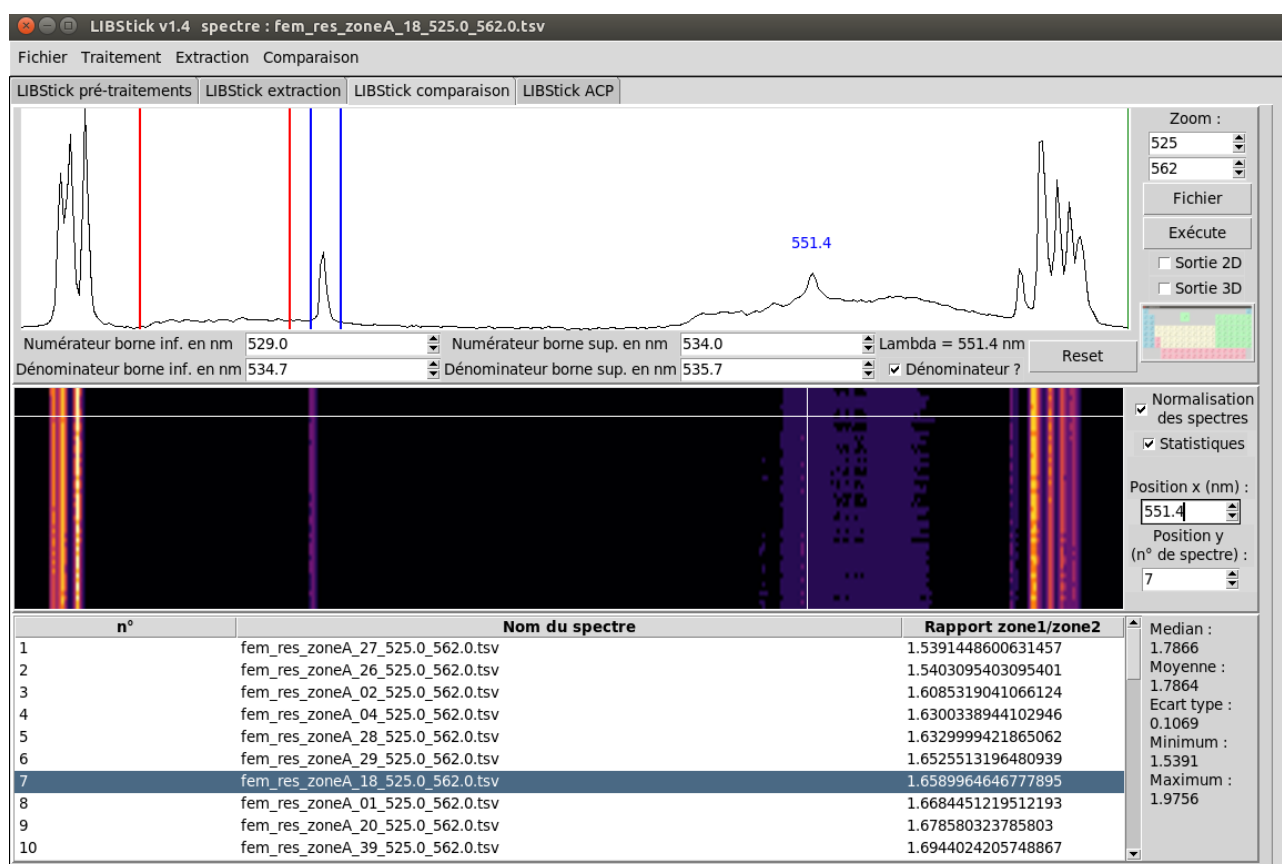 LIBStick v1.4 spectre : fem_res_zoneA_18_525.0_562.0.tsv
Fichier Traitement Extraction Comparaison
LIBStick pré-traitements LIBStick extraction LIBStick comparaison LIBStick ACP
Zoom :
525
562
Fichier
Exécute
Sortie 2D
Sortie 3D
551.4
Numérateur borne inf. en nm 529.0 Numérateur borne sup. en nm 534.0 Lambda = 551.4 nm
Dénominateur borne inf. en nm 534.7 Dénominateur borne sup. en nm 535.7 Dénominateur ? Reset
Normalisation
des spectres
Statistiques
Position x (nm) :
551.4
Position y
(n° de spectre) :
7
n° Nom du spectre Rapport zone1/zone2
1 fem_res_zoneA_27_525.0_562.0.tsv 1.5391448600631457
2 fem_res_zoneA_26_525.0_562.0.tsv 1.5403095403095401
3 fem_res_zoneA_02_525.0_562.0.tsv 1.6085319041066124
4 fem_res_zoneA_04_525.0_562.0.tsv 1.6300338944102946
5 fem_res_zoneA_28_525.0_562.0.tsv 1.6329999421865062
6 fem_res_zoneA_29_525.0_562.0.tsv 1.6525513196480939
7 fem_res_zoneA_18_525.0_562.0.tsv 1.6589964646777895
8 fem_res_zoneA_01_525.0_562.0.tsv 1.6684451219512193
9 fem_res_zoneA_20_525.0_562.0.tsv 1.678580323785803
10 fem_res_zoneA_39_525.0_562.0.tsv 1.6944024205748867
Median :
1.7866
Moyenne :
1.7864
Ecart type :
0.1069
Minimum :
1.5391
Maximum :
1.9756